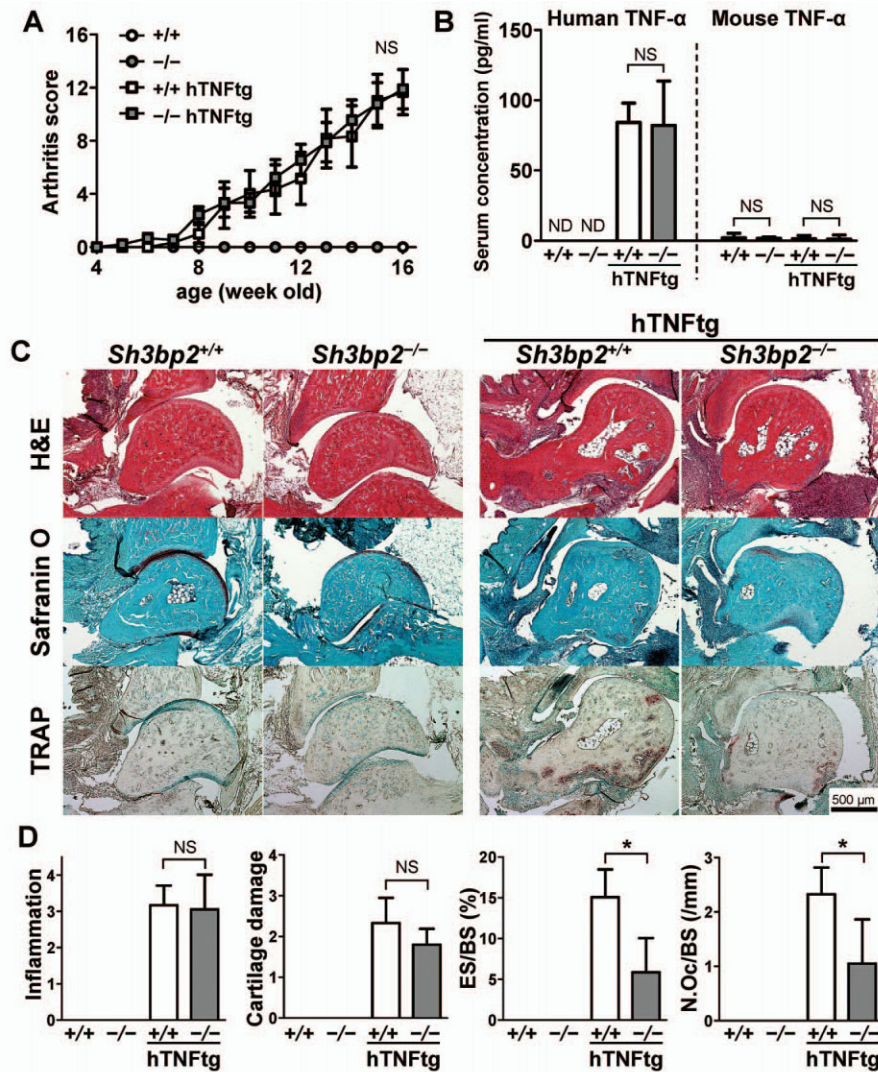 A
Arthritis score
16
12
8
4
0
+/+
−/−
+/+ hTNFtg
−/− hTNFtg
NS
4 8 12 16
age (week old)
B
Human TNF-α Mouse TNF-α
Serum concentration (pg/ml)
150
100
50
0
NS
ND ND
NS NS
+/+ −/− +/+ −/− +/+ −/− +/+ −/−
hTNFtg hTNFtg
C
hTNFtg
Sh3bp2+/+ Sh3bp2−/− Sh3bp2+/+ Sh3bp2−/−
H&E
Safranin O
TRAP
500 μm
D
Inflammation
4
3
2
1
0
NS
+/+ −/− +/+ −/−
hTNFtg
Cartilage damage
4
3
2
1
0
NS
+/+ −/− +/+ −/−
hTNFtg
ES/BS (%)
20
15
10
5
0
*
+/+ −/− +/+ −/−
hTNFtg
N.Oc/BS (/mm)
3
2
1
0
*
+/+ −/− +/+ −/−
hTNFtg